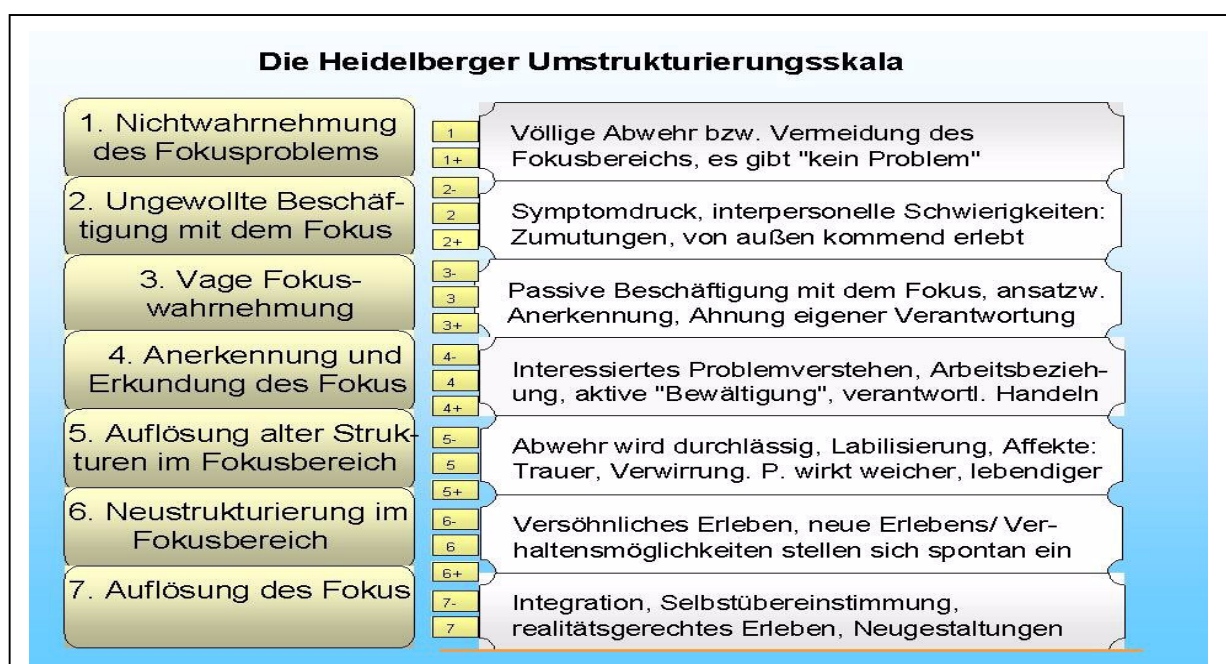 Die Heidelberger Umstrukturierungsskala
1. Nichtwahrnehmung
des Fokusproblems
1
1+
Völlige Abwehr bzw. Vermeidung des
Fokusbereichs, es gibt "kein Problem"
2. Ungewollte Beschäf-
tigung mit dem Fokus
2-
2
2+
Symptomdruck, interpersonelle Schwierigkeiten:
Zumutungen, von außen kommend erlebt
3. Vage Fokus-
wahrnehmung
3-
3
3+
Passive Beschäftigung mit dem Fokus, ansatzw.
Anerkennung, Ahnung eigener Verantwortung
4. Anerkennung und
Erkundung des Fokus
4-
4
4+
Interessiertes Problemverstehen, Arbeitsbezieh-
ung, aktive "Bewältigung", verantwortl. Handeln
5. Auflösung alter Struk-
turen im Fokusbereich
5-
5
5+
Abwehr wird durchlässig, Labilisierung, Affekte:
Trauer, Verwirrung. P. wirkt weicher, lebendiger
6. Neustrukturierung im
Fokusbereich
6-
6
6+
Versöhnliches Erleben, neue Erlebens/ Ver-
haltensmöglichkeiten stellen sich spontan ein
7. Auflösung des Fokus
7-
7
Integration, Selbstübereinstimmung,
realitätsgerechtes Erleben, Neugestaltungen